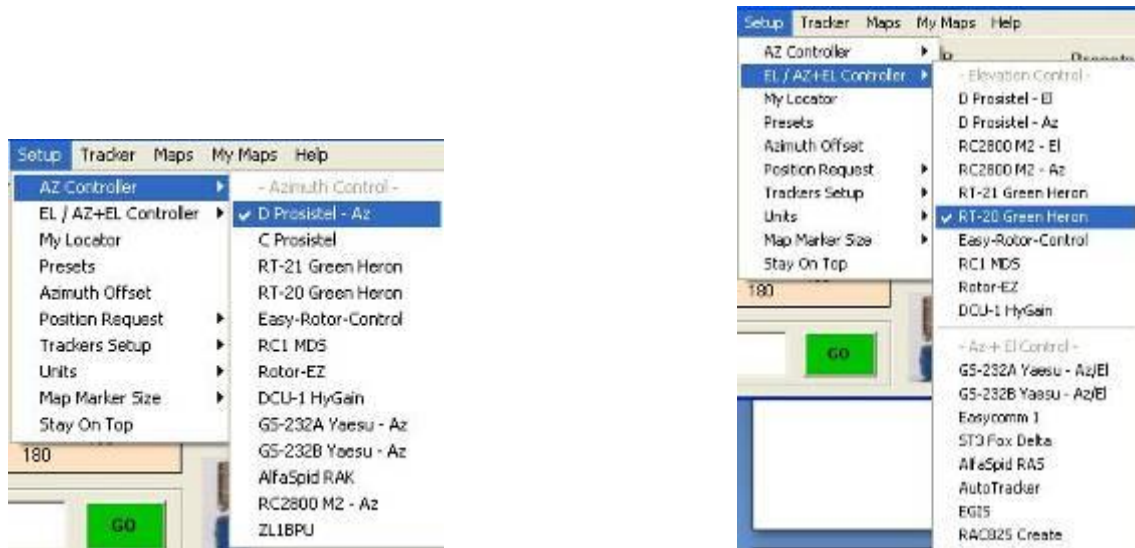 Setup Tracker Maps My Maps Help
AZ Controller
EL / AZ+EL Controller
My Locator
Presets
Azimuth Offset
Position Request
Trackers Setup
Units
Map Marker Size
Stay On Top
- Azimuth Control -
D Prosistel - Az
C Prosistel
RT-21 Green Heron
RT-20 Green Heron
Easy-Rotor-Control
RC1 MDS
Rotor-EZ
DCU-1 HyGain
GS-232A Yaesu - Az
GS-232B Yaesu - Az
AlfaSpid RAK
RC2800 M2 - Az
ZL1BPU
180
GO
Setup Tracker Maps My Maps Help
AZ Controller
EL / AZ+EL Controller
My Locator
Presets
Azimuth Offset
Position Request
Trackers Setup
Units
Map Marker Size
Stay On Top
- Elevation Control -
D Prosistel - El
D Prosistel - Az
RC2800 M2 - El
RC2800 M2 - Az
RT-21 Green Heron
RT-20 Green Heron
Easy-Rotor-Control
RC1 MDS
Rotor-EZ
DCU-1 HyGain
- Az + El Control -
GS-232A Yaesu - Az/El
GS-232B Yaesu - Az/El
Easycomm 1
ST3 Fox Delta
AlfaSpid RAS
AutoTracker
EGIS
RAC825 Create
180
GO